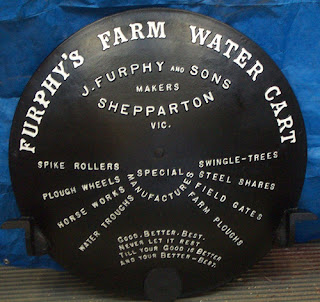 FURPHY'S FARM WATER CART
J. FURPHY AND SONS
MAKERS
SHEPPARTON
VIC.
SPIKE ROLLERS
PLOUGH WHEELS
HORSE WORKS
WATER TROUGHS
SPECIAL
MANUFACTURES
SWINGLE-TREES
STEEL SHARES
FIELD GATES
FARM PLOUGHS
GOOD, BETTER, BEST,
NEVER LET IT REST
TILL YOUR GOOD IS BETTER
AND YOUR BETTER - BEST.